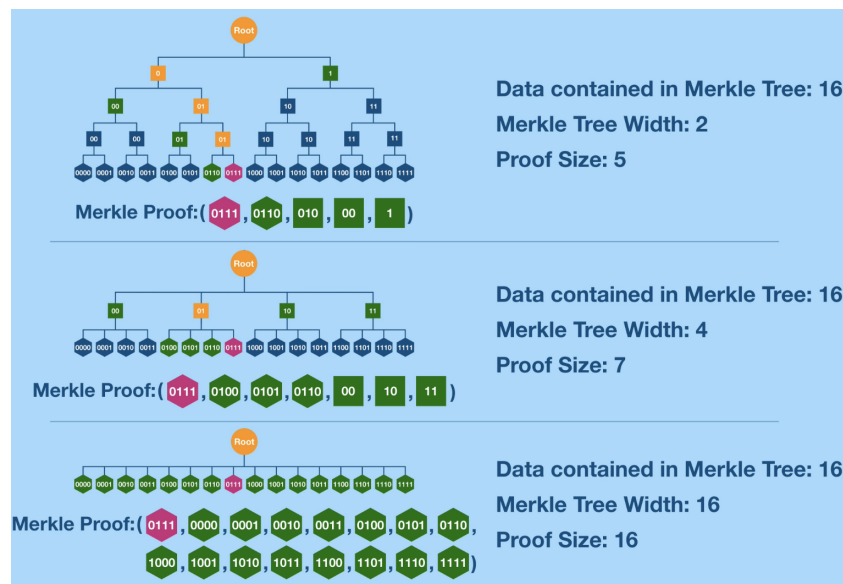 Root
0 1
00 01 10 11
00 00 01 01 10 10 11 11
0000 0001 0010 0011 0100 0101 0110 0111 1000 1001 1010 1011 1100 1101 1110 1111
Merkle Proof:( 0111 , 0110 , 010 , 00 , 1 )
Data contained in Merkle Tree: 16
Merkle Tree Width: 2
Proof Size: 5
Root
00 01 10 11
0000 0001 0010 0011 0100 0101 0110 0111 1000 1001 1010 1011 1100 1101 1110 1111
Merkle Proof:( 0111 , 0100 , 0101 , 0110 , 00 , 10 , 11 )
Data contained in Merkle Tree: 16
Merkle Tree Width: 4
Proof Size: 7
Root
0000 0001 0010 0011 0100 0101 0110 0111 1000 1001 1010 1011 1100 1101 1110 1111
Merkle Proof:( 0111 , 0000 , 0001 , 0010 , 0011 , 0100 , 0101 , 0110 ,
1000 , 1001 , 1010 , 1011 , 1100 , 1101 , 1110 , 1111 )
Data contained in Merkle Tree: 16
Merkle Tree Width: 16
Proof Size: 16